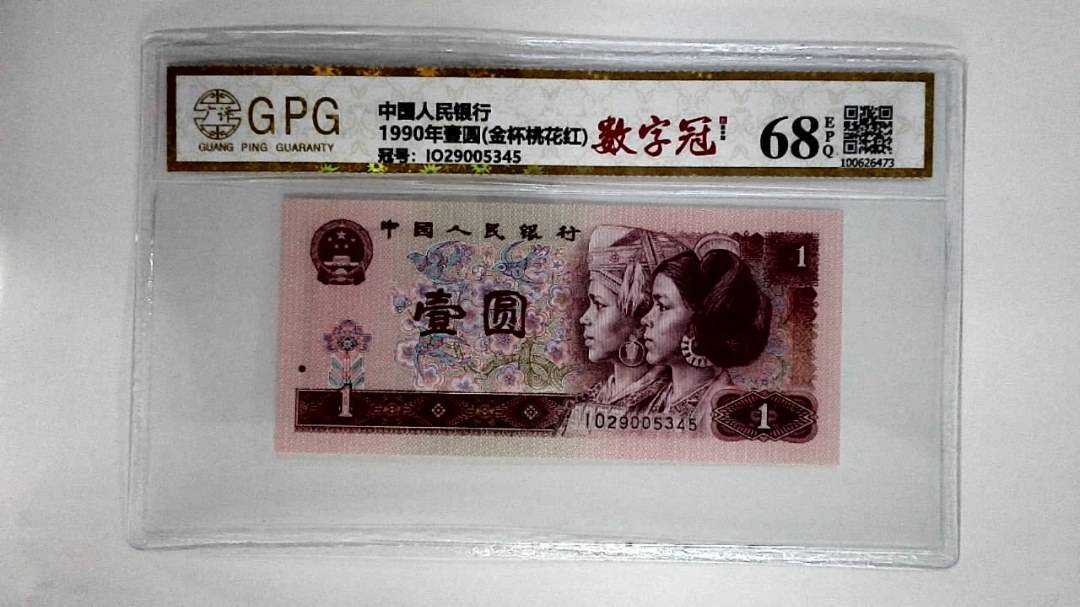 GPG
GUANG PING GUARANTY
中国人民银行
1990年壹圆(金杯桃花红)
冠号: IO29005345
数字冠
68
EPQ
100626473
中国人民银行
1
壹圆
1
IO29005345
1